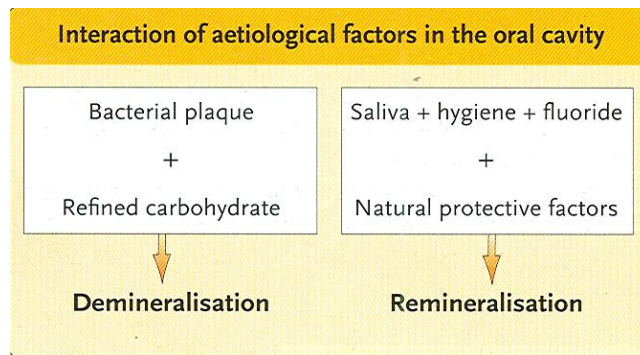 Interaction of aetiological factors in the oral cavity
Bacterial plaque
+
Refined carbohydrate
Demineralisation
Saliva + hygiene + fluoride
+
Natural protective factors
Remineralisation